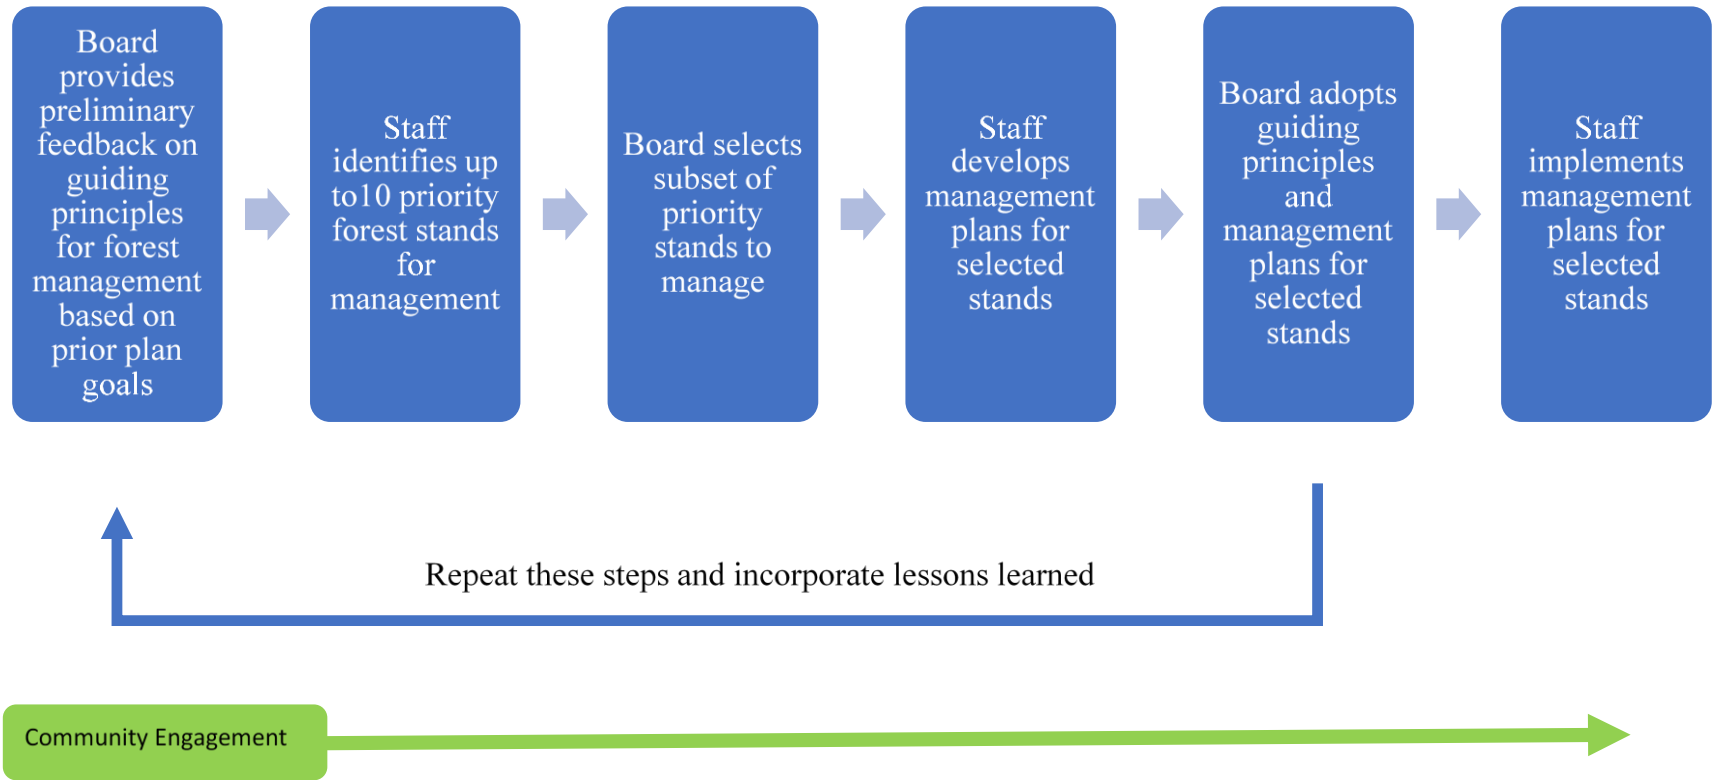 Board
provides
preliminary
feedback on
guiding
principles
for forest
management
based on
prior plan
goals
Staff
identifies up
to10 priority
forest stands
for
management
Board selects
subset of
priority
stands to
manage
Staff
develops
management
plans for
selected
stands
Board adopts
guiding
principles
and
management
plans for
selected
stands
Staff
implements
management
plans for
selected
stands
Repeat these steps and incorporate lessons learned
Community Engagement